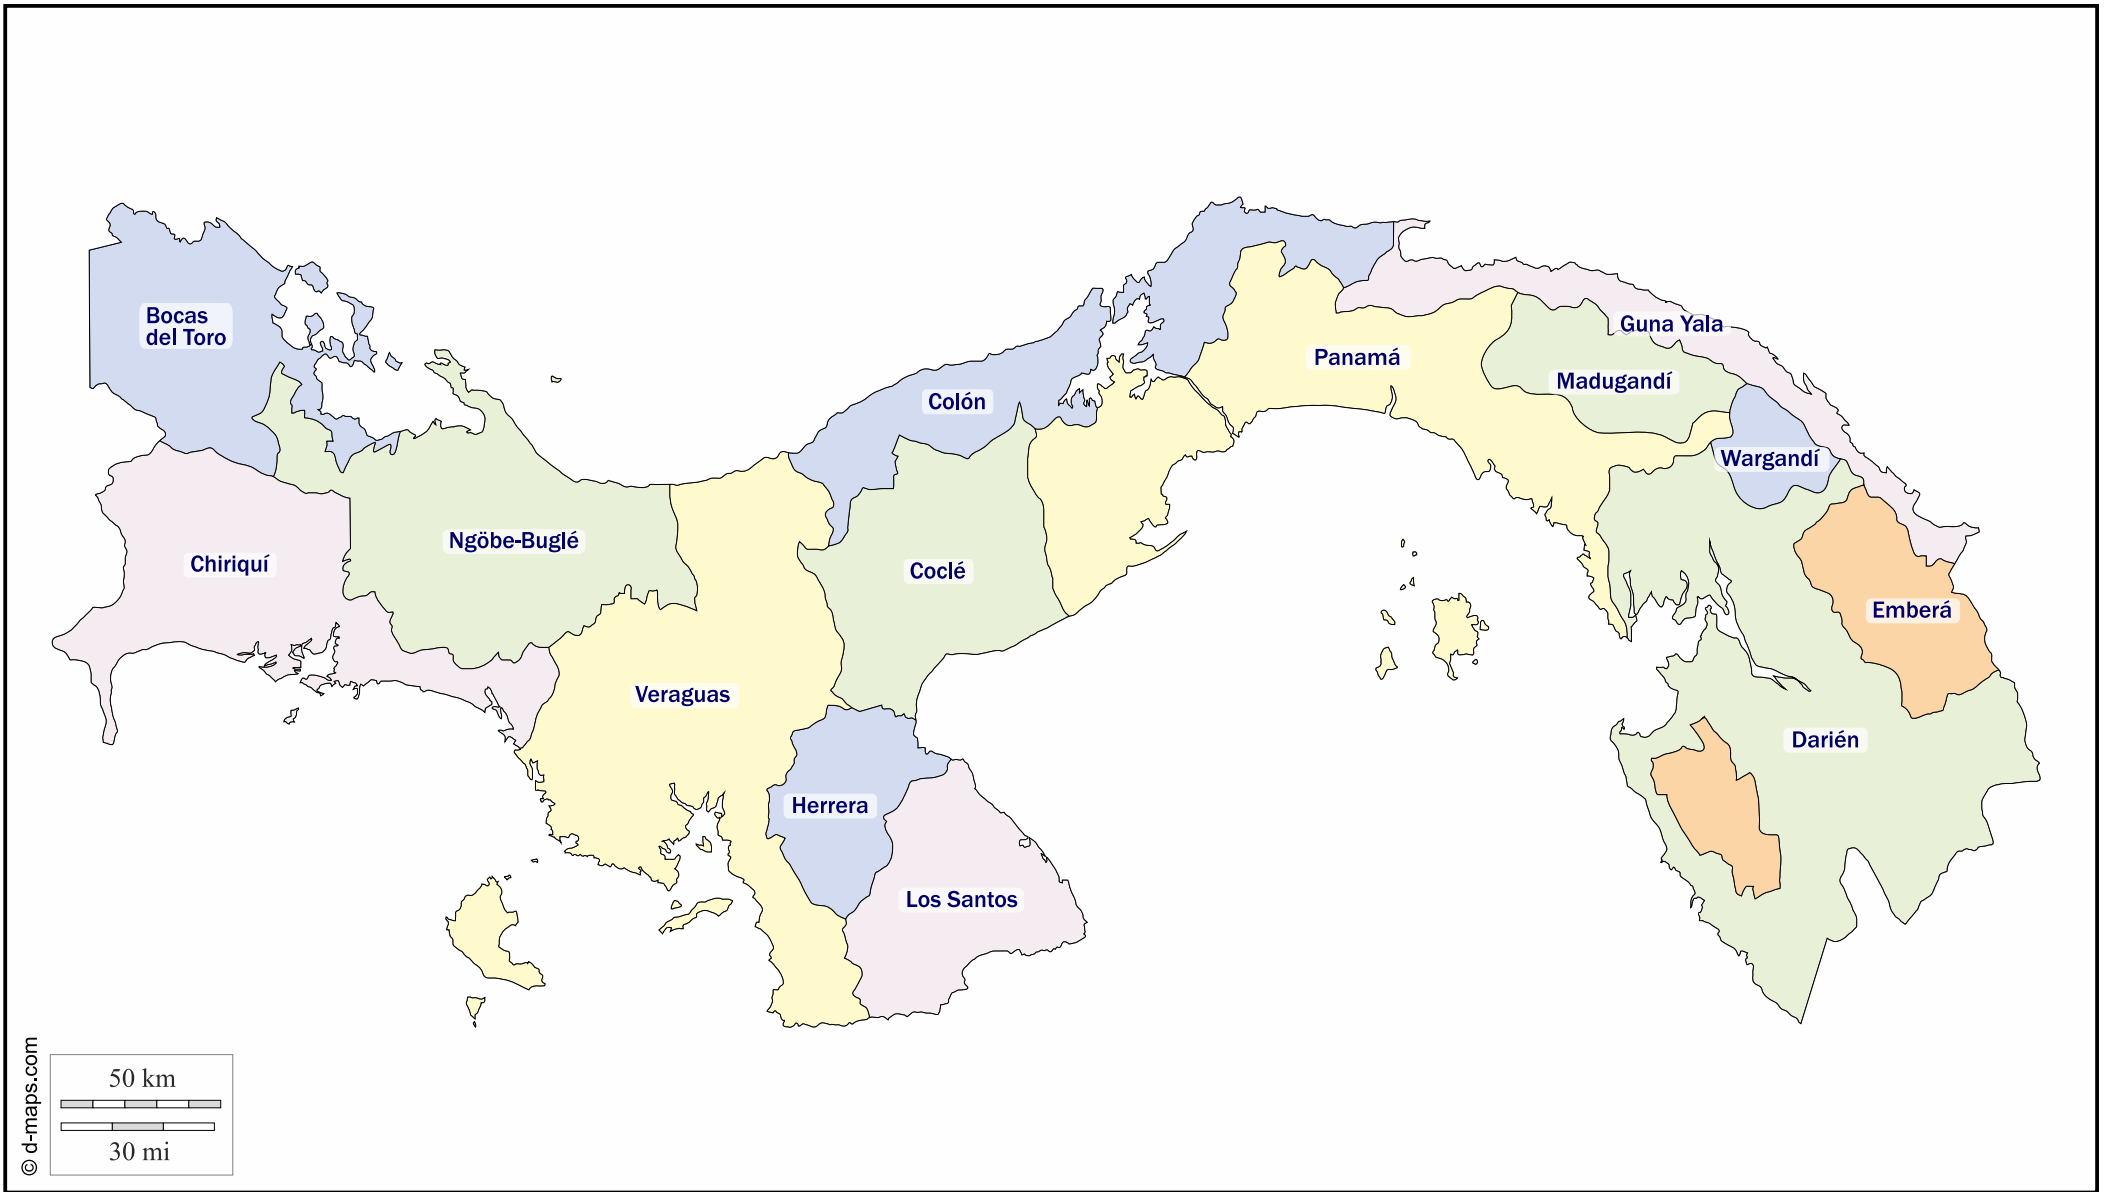 Bocas
del Toro
Guna Yala
Panamá
Madugandí
Colón
Wargandí
Ngöbe-Buglé
Chiriquí
Coclé
Emberá
Veraguas
Darién
Herrera
Los Santos
50 km
30 mi
© d-maps.com